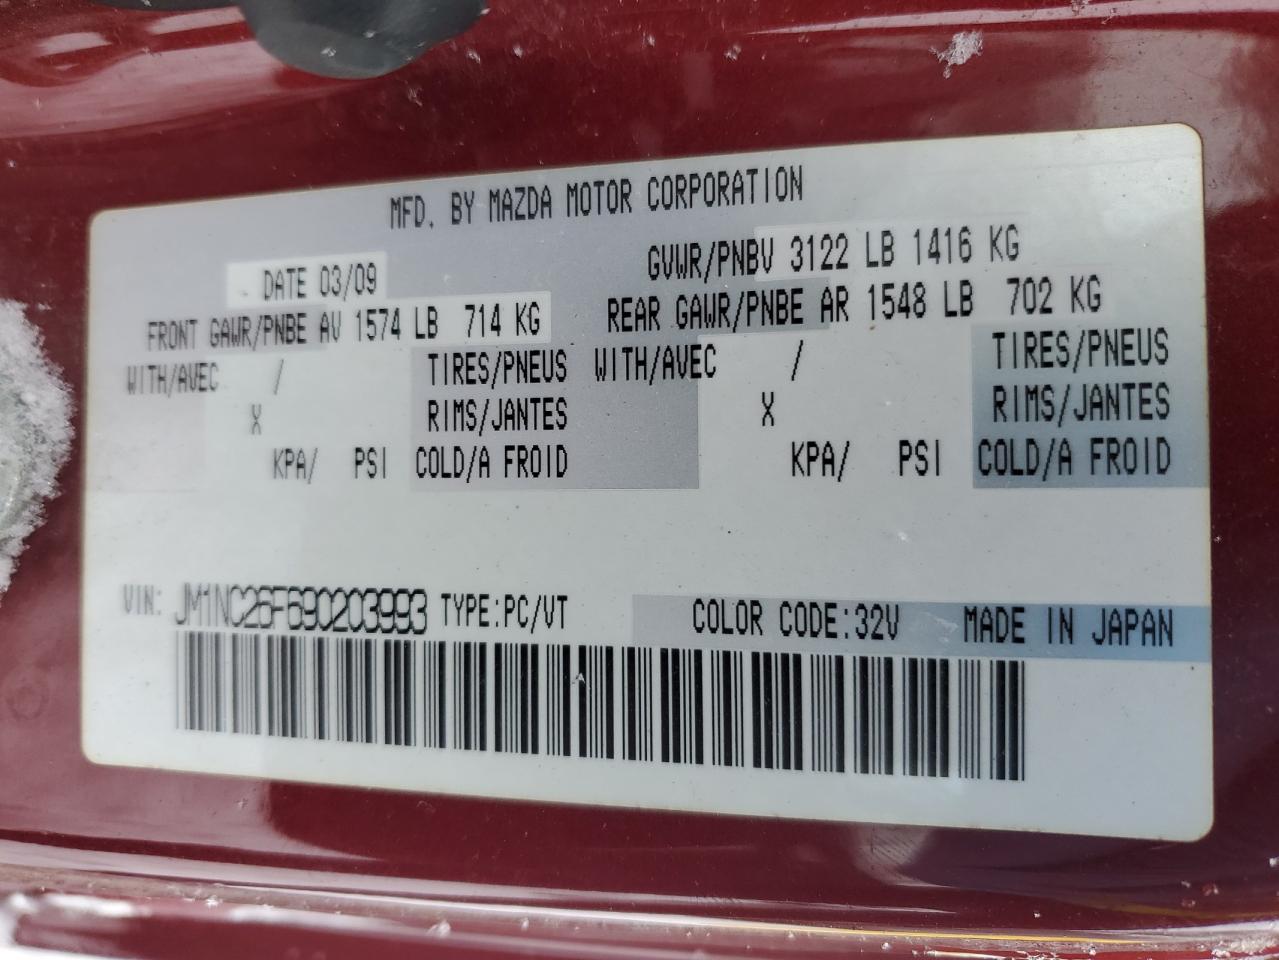 MFD. BY MAZDA MOTOR CORPORATION
DATE 03/09 GVWR/PNBV 3122 LB 1416 KG
FRONT GAWR/PNBE AV 1574 LB 714 KG REAR GAWR/PNBE AR 1548 LB 702 KG
WITH/AVEC / TIRES/PNEUS WITH/AVEC / TIRES/PNEUS
X RIMS/JANTES X RIMS/JANTES
KPA/ PSI COLD/A FROID KPA/ PSI COLD/A FROID
VIN: JM1NC26F690203993 TYPE:PC/VT COLOR CODE:32V MADE IN JAPAN